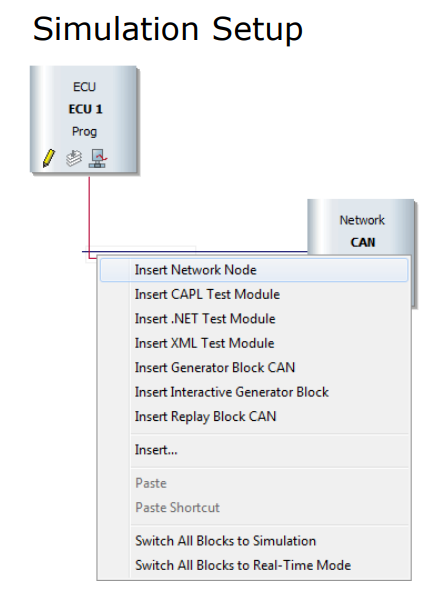 Simulation Setup
ECU
ECU 1
Prog
Network
CAN
Insert Network Node
Insert CAPL Test Module
Insert .NET Test Module
Insert XML Test Module
Insert Generator Block CAN
Insert Interactive Generator Block
Insert Replay Block CAN
Insert...
Paste
Paste Shortcut
Switch All Blocks to Simulation
Switch All Blocks to Real-Time Mode